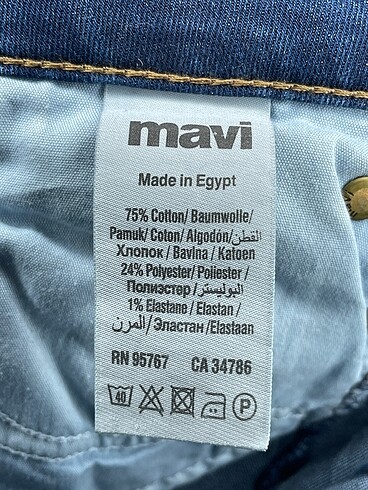 mavi
Made in Egypt
75% Cotton/ Baumwolle/
Pamuk/ Coton/ Algodón/القطن
Хлопок / Bavlna / Katoen
24% Polyester/ Poliester /
Полиэстер /البوليستر/
1% Elastane / Elastan /
المرن/ Эластан /Elastaan
RN 95767 CA 34786
40 P